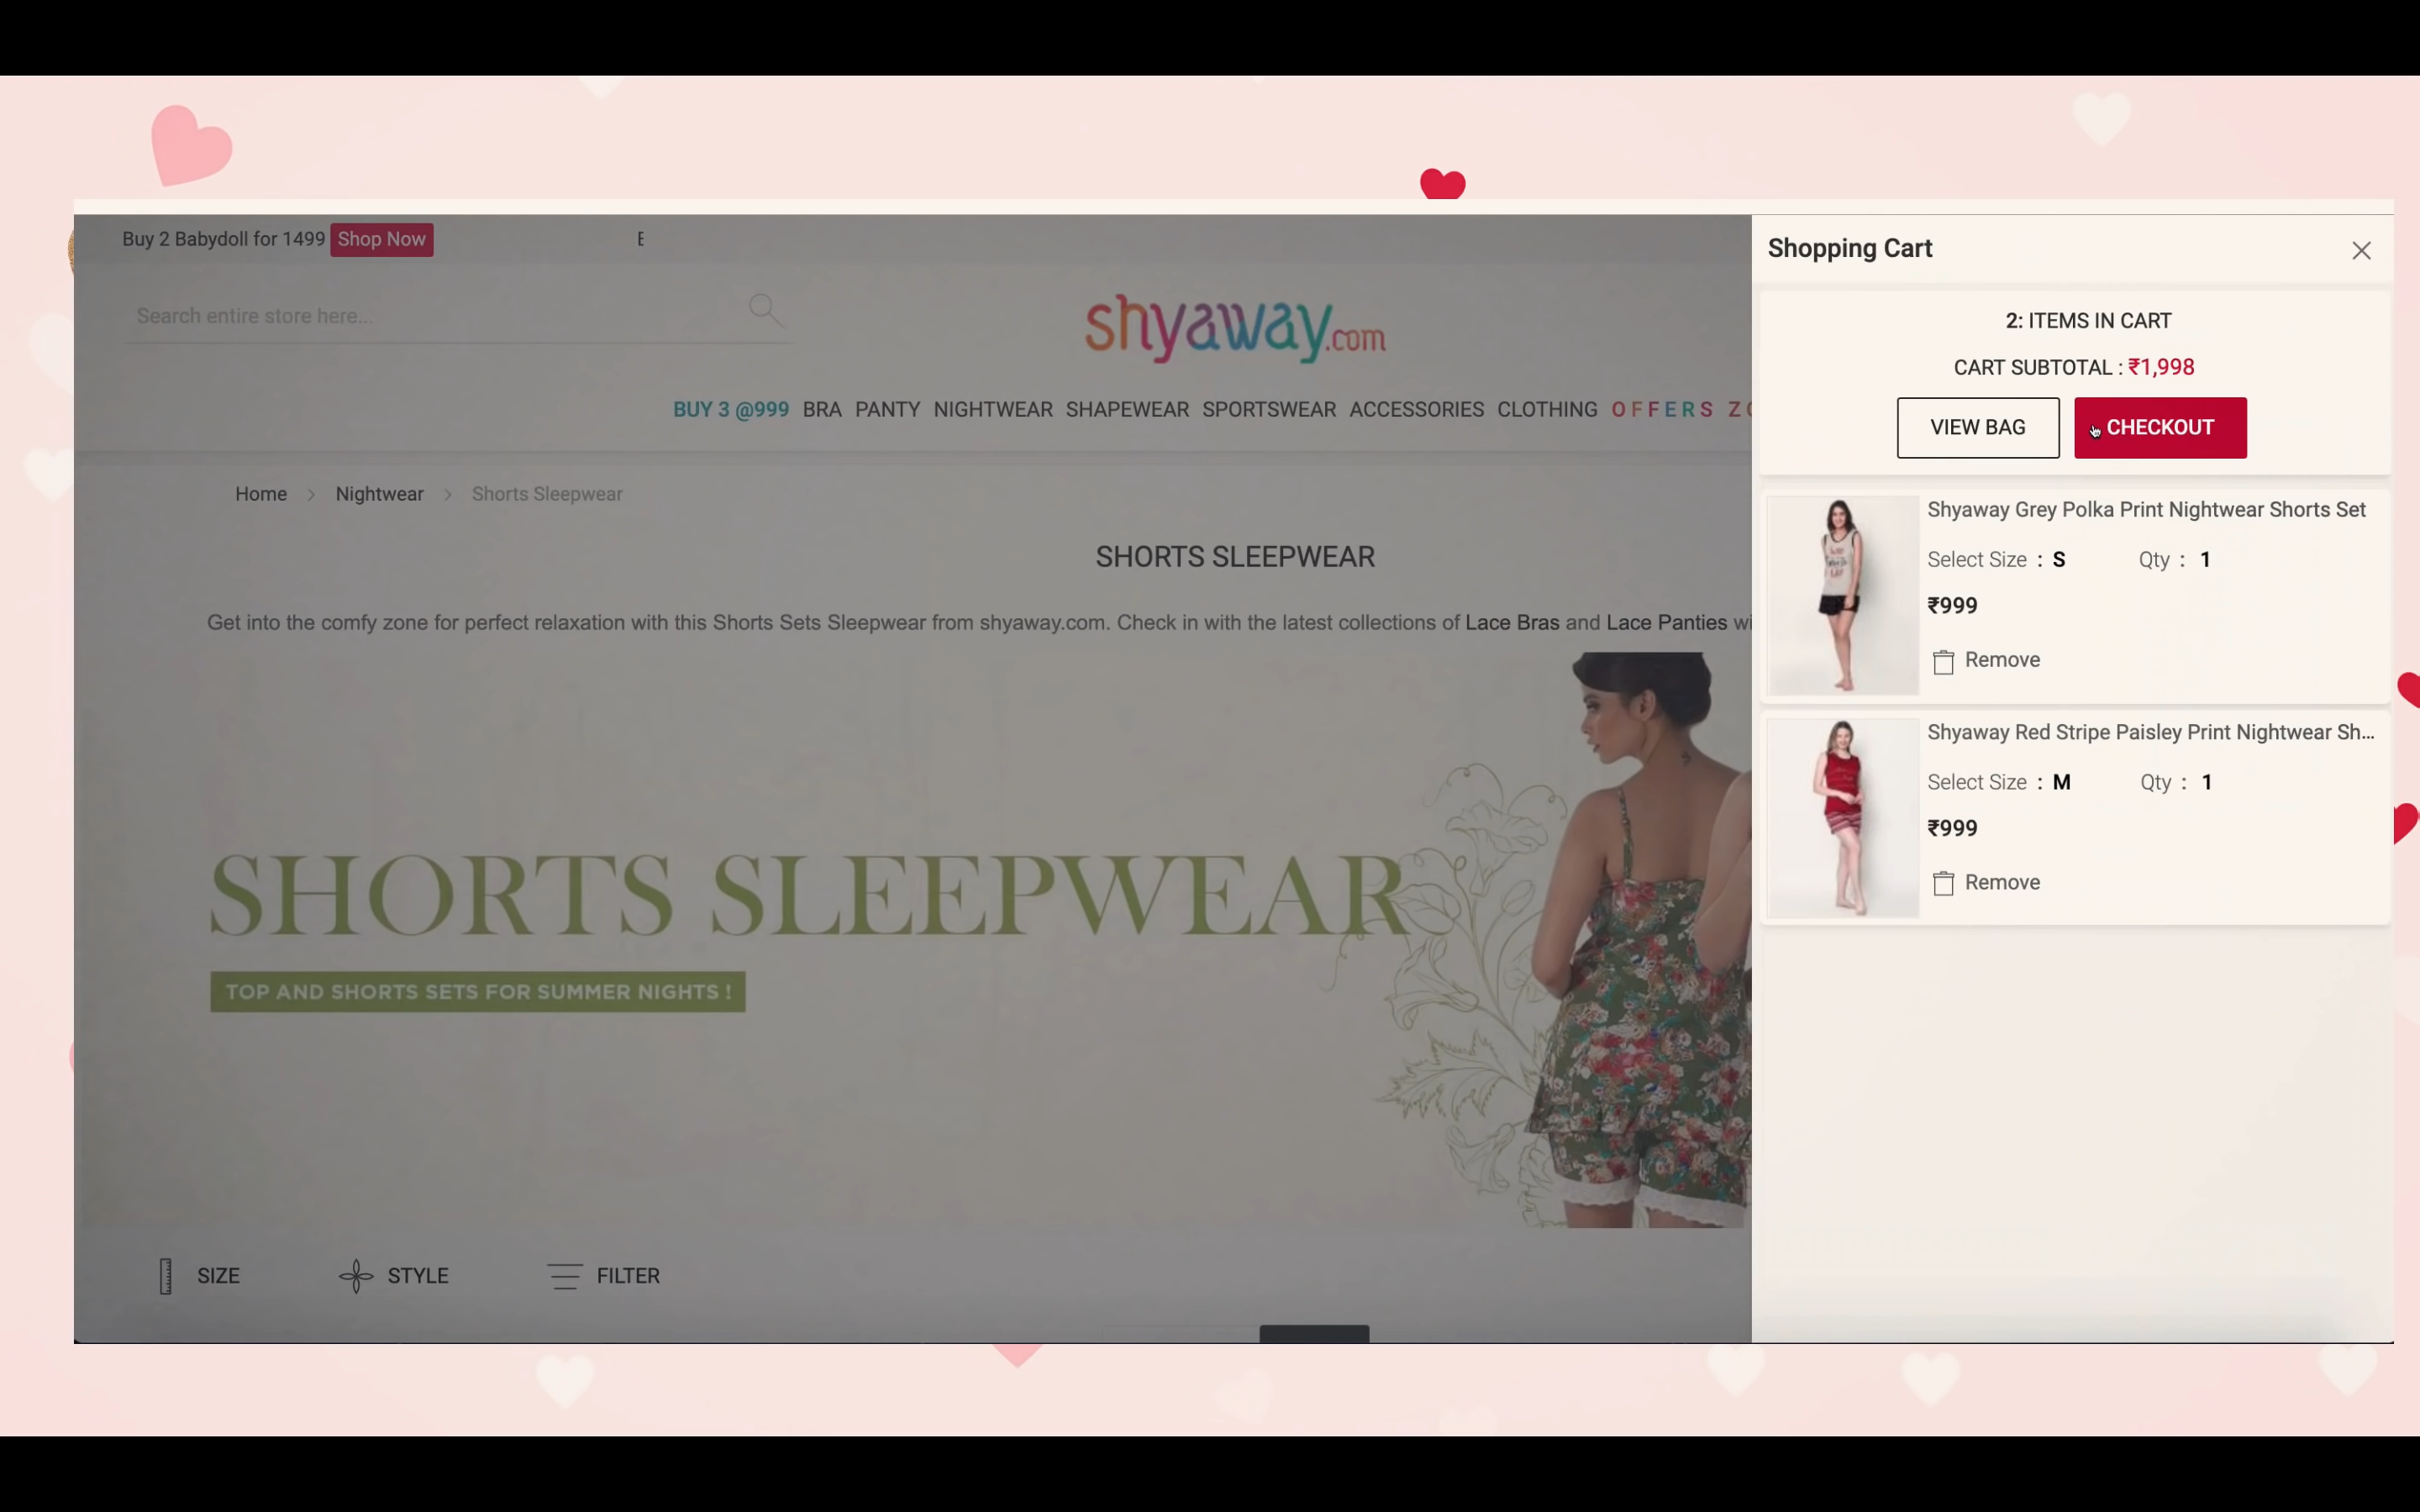 Buy 2 Babydoll for 1499 Shop Now
E
Search entire store here...
shyaway.com
BUY 3 @999 BRA PANTY NIGHTWEAR SHAPEWEAR SPORTSWEAR ACCESSORIES CLOTHING OFFERS
Home > Nightwear > Shorts Sleepwear
SHORTS SLEEPWEAR
Get into the comfy zone for perfect relaxation with this Shorts Sets Sleepwear from shyaway.com. Check in with the latest collections of Lace Bras and Lace Panties
SHORTS SLEEPWEAR
TOP AND SHORTS SETS FOR SUMMER NIGHTS !
SIZE STYLE FILTER
Shopping Cart
2: ITEMS IN CART
CART SUBTOTAL : ₹1,998
VIEW BAG CHECKOUT
Shyaway Grey Polka Print Nightwear Shorts Set
Select Size : S Qty : 1
₹999
Remove
Shyaway Red Stripe Paisley Print Nightwear Sh...
Select Size : M Qty : 1
₹999
Remove